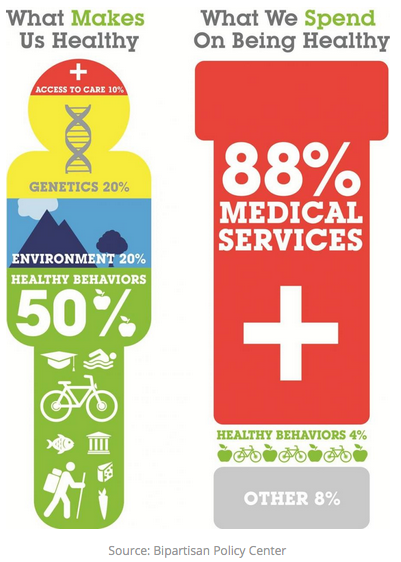 What Makes
Us Healthy
ACCESS TO CARE 10%
GENETICS 20%
ENVIRONMENT 20%
HEALTHY BEHAVIORS
50%
What We Spend
On Being Healthy
88%
MEDICAL
SERVICES
HEALTHY BEHAVIORS 4%
OTHER 8%
Source: Bipartisan Policy Center